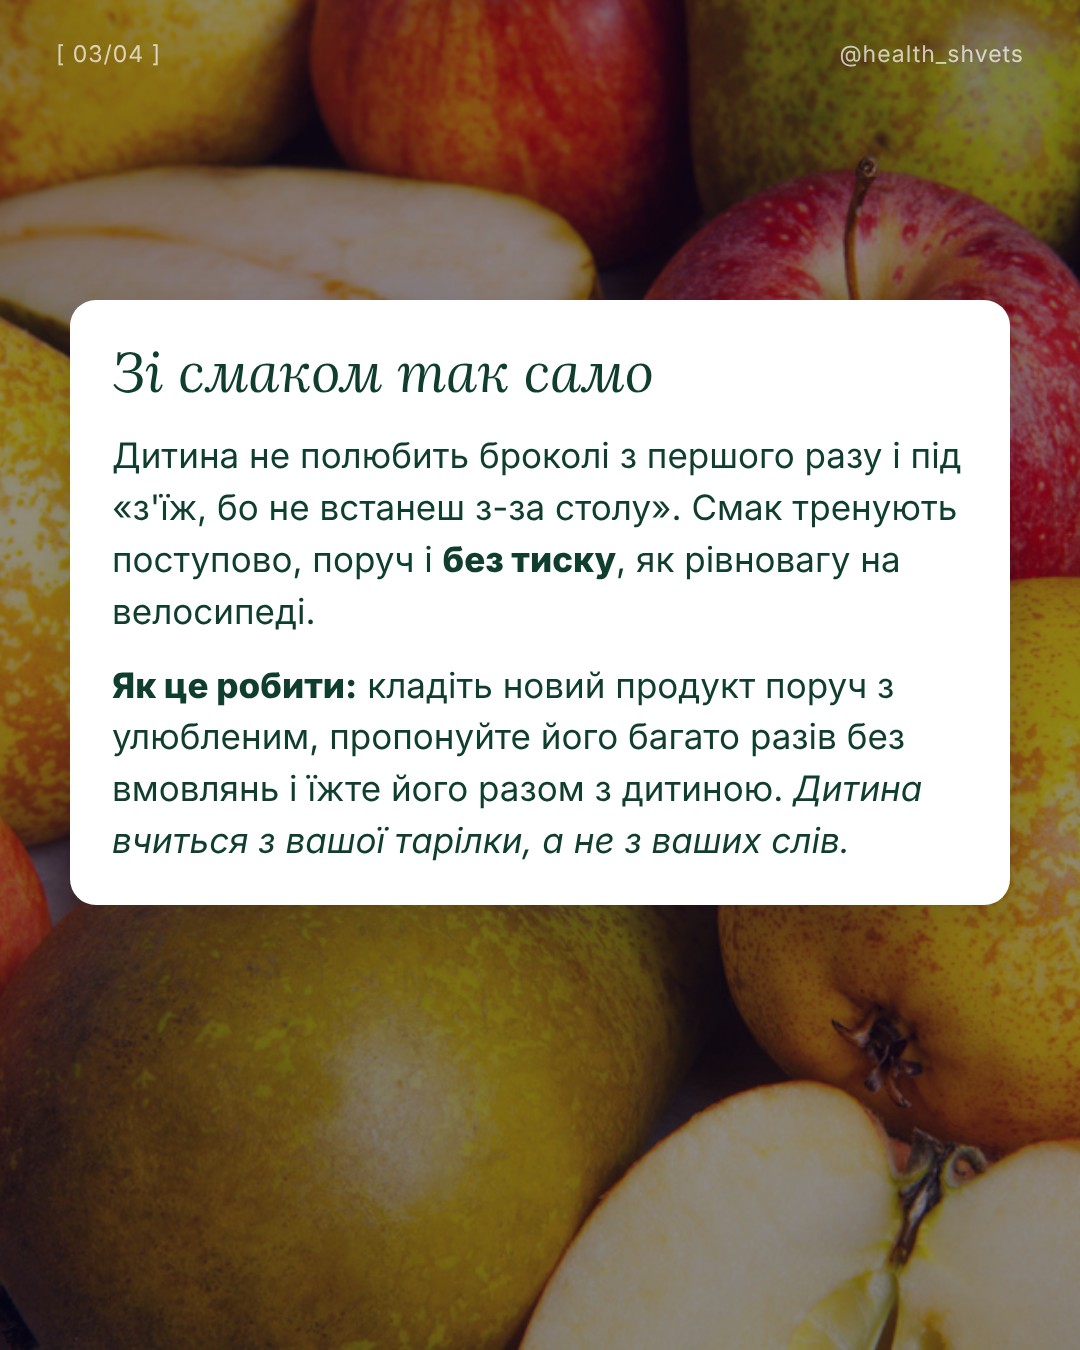 [ 03/04 ]
@health_shvets
Зі смаком так само
Дитина не полюбить броколі з першого разу і під
«з'їж, бо не встанеш з-за столу». Смак тренують
поступово, поруч і без тиску, як рівновагу на
велосипеді.
Як це робити: кладіть новий продукт поруч з
улюбленим, пропонуйте його багато разів без
вмовлянь і їжте його разом з дитиною. Дитина
вчиться з вашої тарілки, а не з ваших слів.